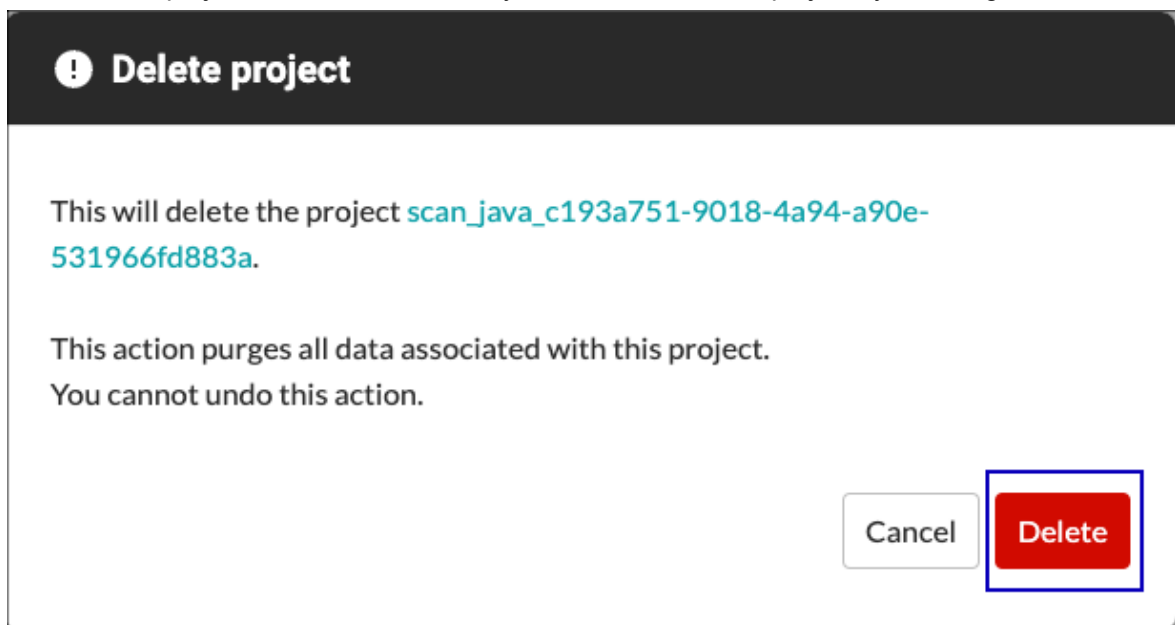 Delete project
This will delete the project scan_java_c193a751-9018-4a94-a90e-
531966fd883a.
This action purges all data associated with this project.
You cannot undo this action.
Cancel
Delete